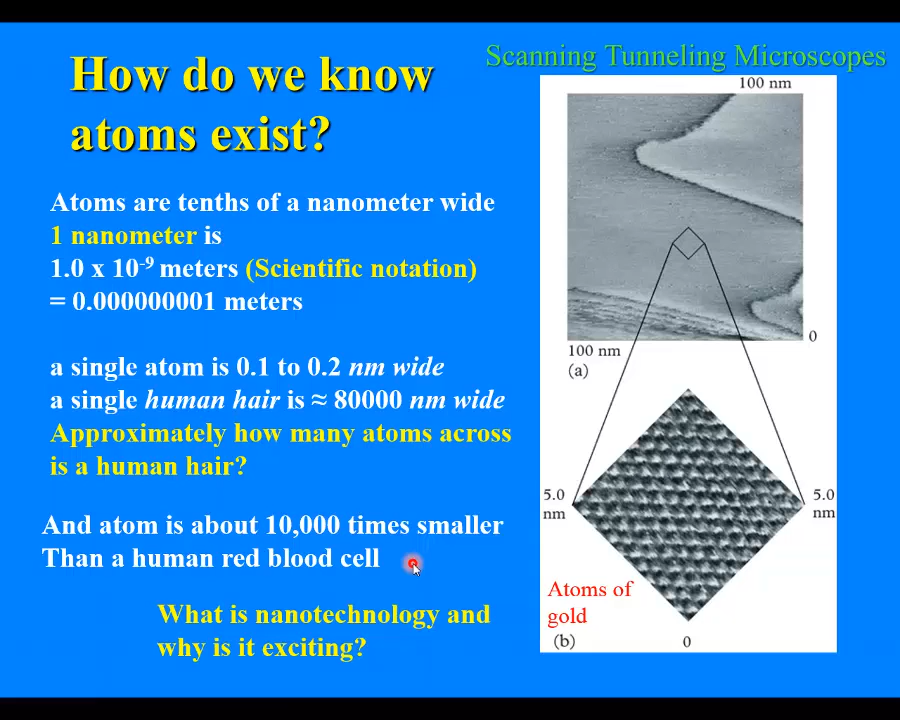 How do we know
atoms exist?
Scanning Tunneling Microscopes
Atoms are tenths of a nanometer wide
1 nanometer is
1.0 x 10⁻⁹ meters (Scientific notation)
= 0.000000001 meters
a single atom is 0.1 to 0.2 nm wide
a single human hair is ≈ 80000 nm wide
Approximately how many atoms across
is a human hair?
And atom is about 10,000 times smaller
Than a human red blood cell
What is nanotechnology and
why is it exciting?
100 nm
0
100 nm
(a)
5.0
nm
5.0
nm
Atoms of
gold
(b)
0